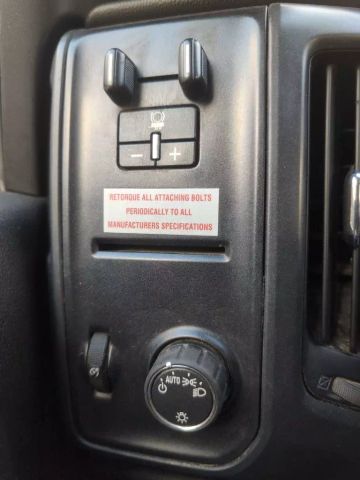 − +
RETORQUE ALL ATTACHING BOLTS
PERIODICALLY TO ALL
MANUFACTURERS SPECIFICATIONS
AUTO